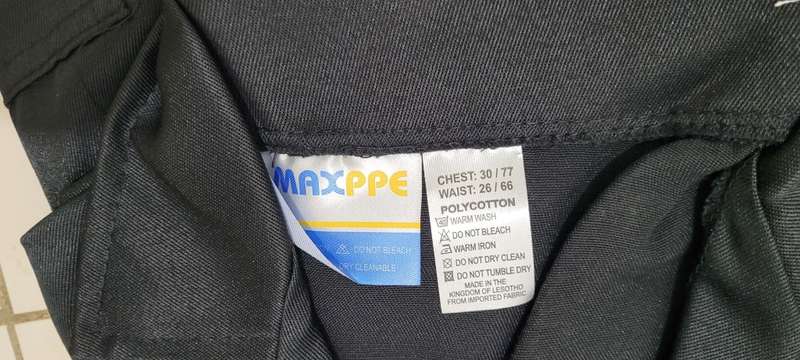 MAXPPE
DO NOT BLEACH
DRY CLEANABLE
CHEST: 30 / 77
WAIST: 26 / 66
POLYCOTTON
WARM WASH
DO NOT BLEACH
WARM IRON
DO NOT DRY CLEAN
DO NOT TUMBLE DRY
MADE IN THE
KINGDOM OF LESOTHO
FROM IMPORTED FABRIC